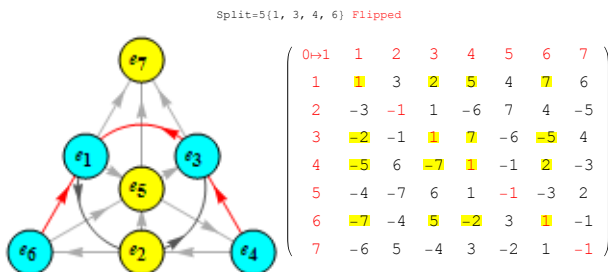 Split=5{1, 3, 4, 6} Flipped
e7
e1
e3
e5
e6
e2
e4
0↦1 1 2 3 4 5 6 7
1 1 3 2 5 4 7 6
2 -3 -1 1 -6 7 4 -5
3 -2 -1 1 7 -6 -5 4
4 -5 6 -7 1 -1 2 -3
5 -4 -7 6 1 -1 -3 2
6 -7 -4 5 -2 3 1 -1
7 -6 5 -4 3 -2 1 -1